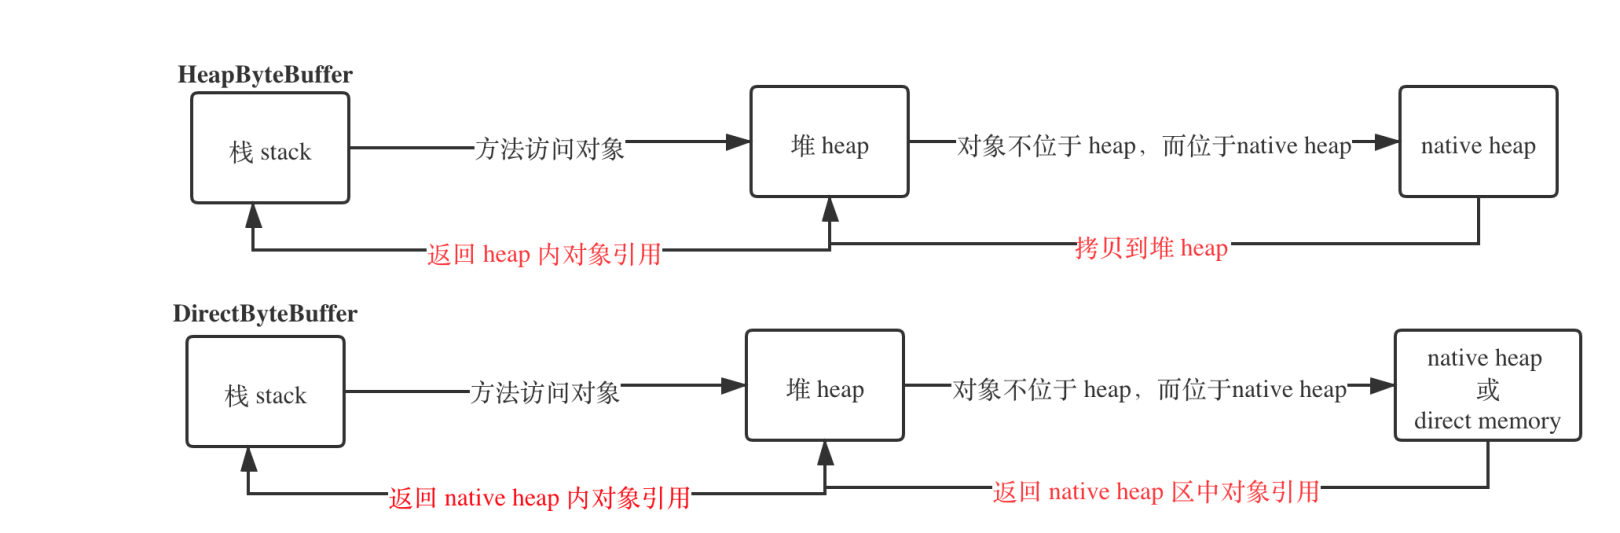 HeapByteBuffer
栈 stack
方法访问对象
堆 heap
对象不位于 heap，而位于native heap
native heap
返回 heap 内对象引用
拷贝到堆 heap
DirectByteBuffer
栈 stack
方法访问对象
堆 heap
对象不位于 heap，而位于native heap
native heap
或
direct memory
返回 native heap 内对象引用
返回 native heap 区中对象引用